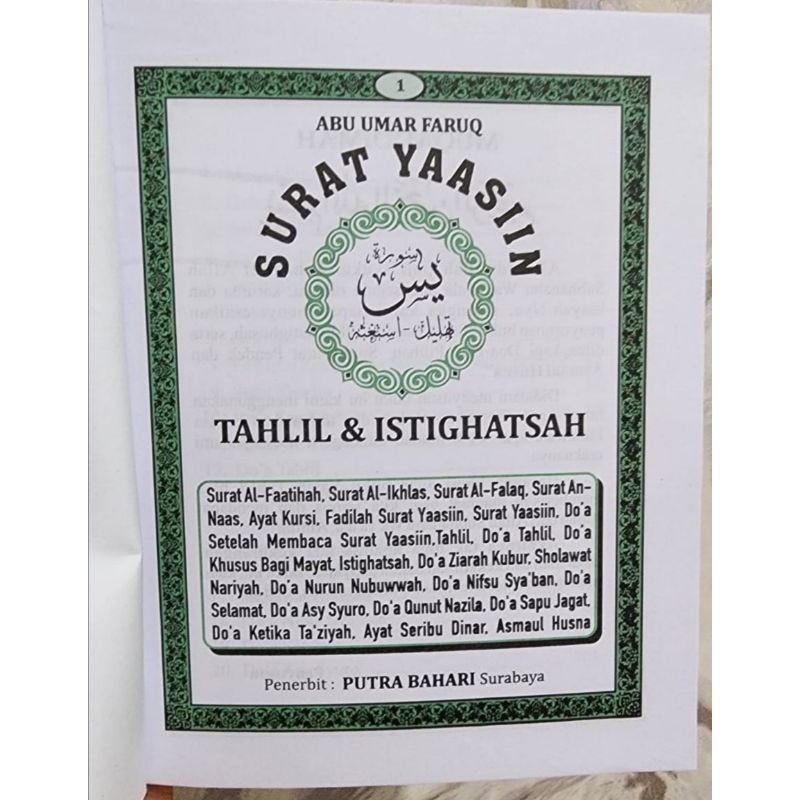 1
ABU UMAR FARUQ
SURAT YAASIIN
سورة
يس
تهليل - استغثة
TAHLIL & ISTIGHATSAH
Surat Al-Faatihah, Surat Al-Ikhlas, Surat Al-Falaq, Surat An-
Naas, Ayat Kursi, Fadilah Surat Yaasiin, Surat Yaasiin, Do'a
Setelah Membaca Surat Yaasiin,Tahlil, Do'a Tahlil, Do'a
Khusus Bagi Mayat, Istighatsah, Do'a Ziarah Kubur, Sholawat
Nariyah, Do'a Nurun Nubuwwah, Do'a Nifsu Sya'ban, Do'a
Selamat, Do'a Asy Syuro, Do'a Qunut Nazila, Do'a Sapu Jagat,
Do'a Ketika Ta'ziyah, Ayat Seribu Dinar, Asmaul Husna
Penerbit : PUTRA BAHARI Surabaya